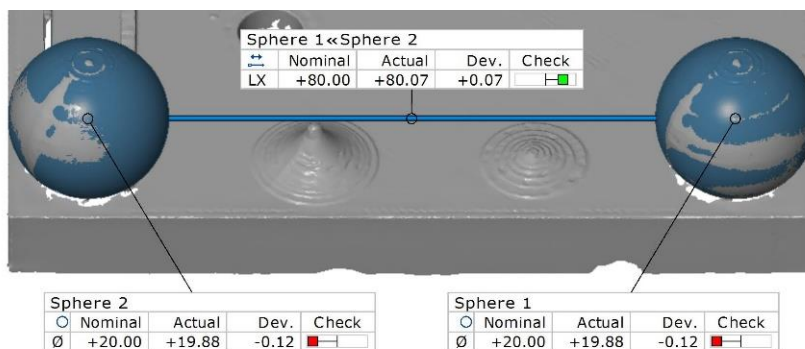 Sphere 1«Sphere 2
Nominal Actual Dev. Check
LX +80.00 +80.07 +0.07
Sphere 2
Nominal Actual Dev. Check
Ø +20.00 +19.88 -0.12
Sphere 1
Nominal Actual Dev. Check
Ø +20.00 +19.88 -0.12